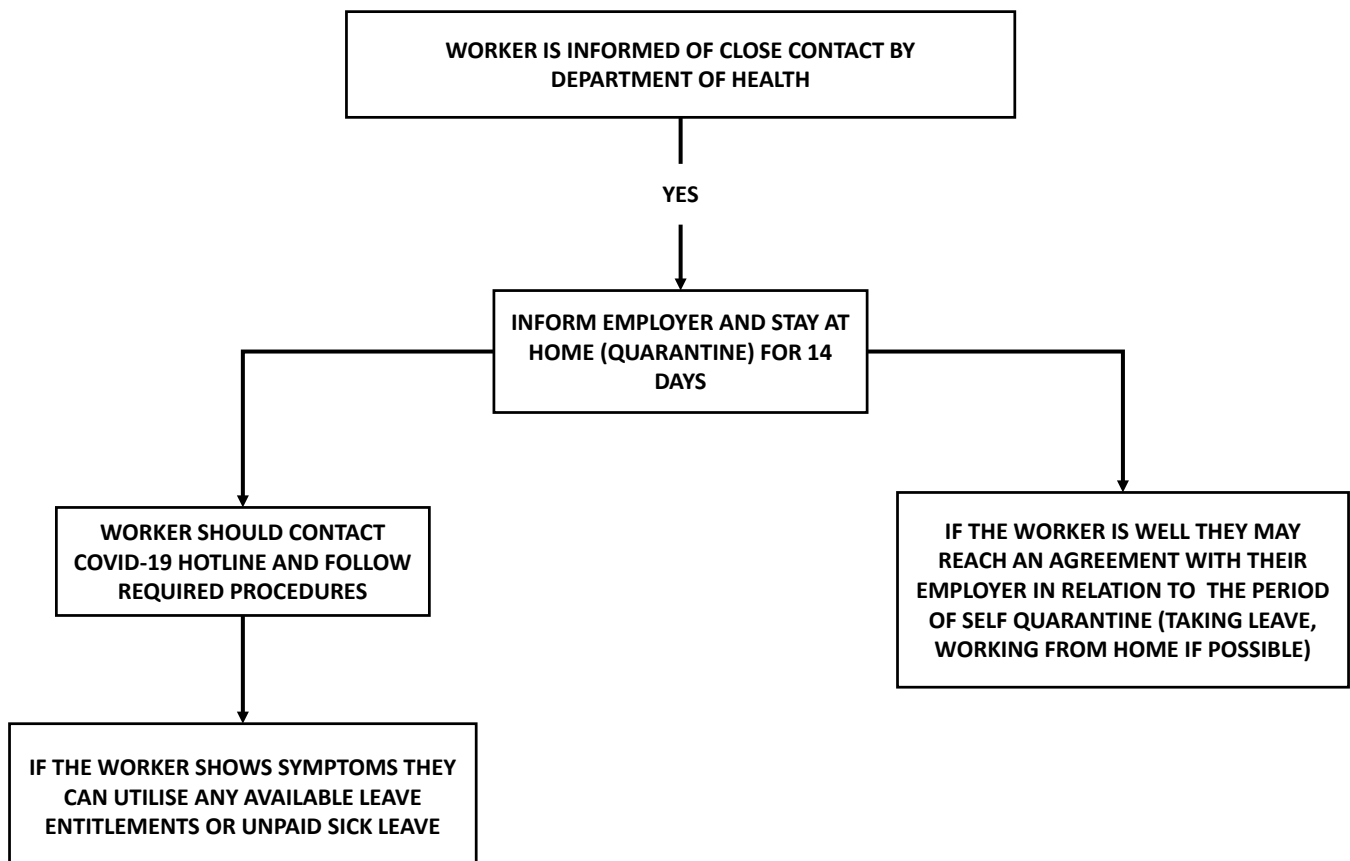 WORKER IS INFORMED OF CLOSE CONTACT BY
DEPARTMENT OF HEALTH
YES
INFORM EMPLOYER AND STAY AT
HOME (QUARANTINE) FOR 14
DAYS
WORKER SHOULD CONTACT
COVID-19 HOTLINE AND FOLLOW
REQUIRED PROCEDURES
IF THE WORKER IS WELL THEY MAY
REACH AN AGREEMENT WITH THEIR
EMPLOYER IN RELATION TO  THE PERIOD
OF SELF QUARANTINE (TAKING LEAVE,
WORKING FROM HOME IF POSSIBLE)
IF THE WORKER SHOWS SYMPTOMS THEY
CAN UTILISE ANY AVAILABLE LEAVE
ENTITLEMENTS OR UNPAID SICK LEAVE